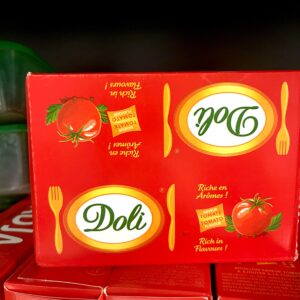 Rich in
Flavours !
TOMATE
TOMATO
Riche en
Arômes !
Doli
®
Doli
Riche en
Arômes !
TOMATE
TOMATO
Rich in
Flavours !